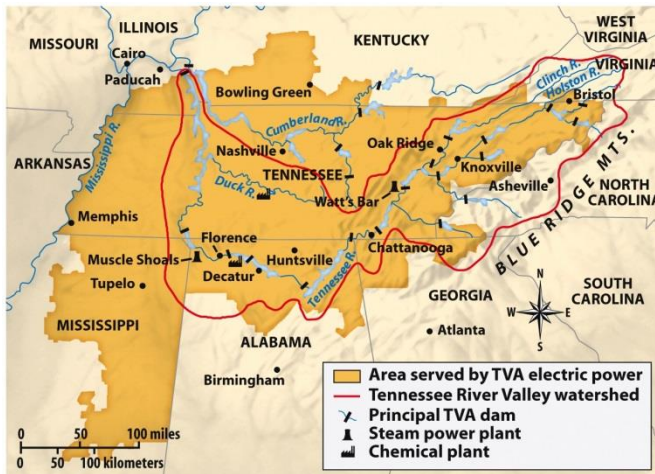 WEST
VIRGINIA
ILLINOIS
MISSOURI
KENTUCKY
Cairo
Paducah
VIRGINIA
Clinch R.
Holston R.
Bristol
Bowling Green
Cumberland R.
Oak Ridge
Nashville
Knoxville
ARKANSAS
Mississippi R.
TENNESSEE
Asheville
Duck R.
Watt's Bar
NORTH
CAROLINA
BLUE RIDGE MTS.
Memphis
Florence
Chattanooga
Muscle Shoals
Huntsville
Decatur
Tennessee R.
Tupelo
GEORGIA
SOUTH
CAROLINA
N
W
E
S
MISSISSIPPI
Atlanta
ALABAMA
Birmingham
Area served by TVA electric power
Tennessee River Valley watershed
Principal TVA dam
Steam power plant
Chemical plant
0 50 100 miles
0 50 100 kilometers